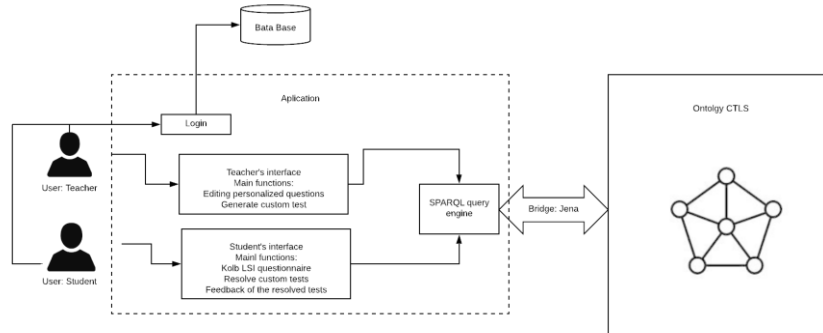 Bata Base
Aplication
Ontolgy CTLS
Login
User: Teacher
Teacher's interface
Main functions:
Editing personalized questions
Generate custom test
SPARQL query
engine
Bridge: Jena
Student's interface
Mainl functions:
Kolb LSI questionnaire
Resolve custom tests
Feedback of the resolved tests
User: Student